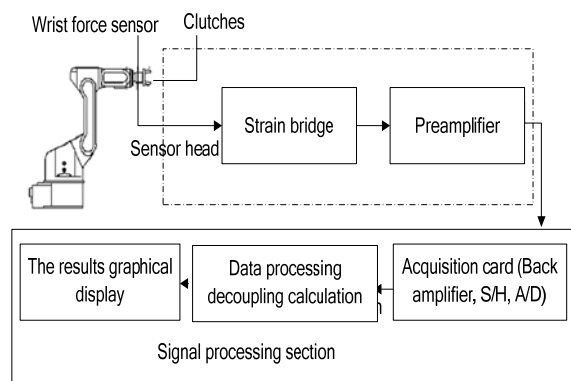 Wrist force sensor
Clutches
Sensor head
Strain bridge
Preamplifier
The results graphical
display
Data processing
decoupling calculation
Acquisition card (Back
amplifier, S/H, A/D)
Signal processing section